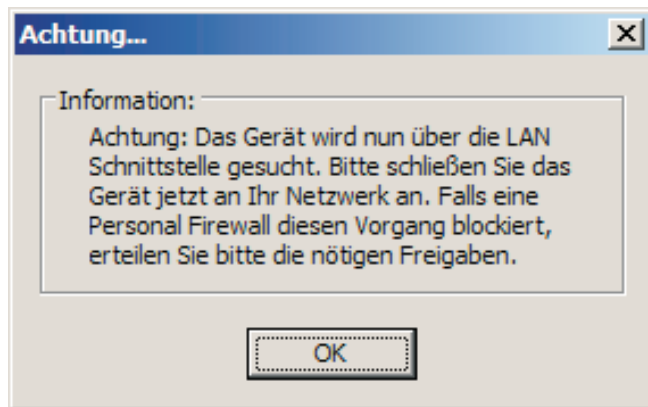 Achtung...
Information:
Achtung: Das Gerät wird nun über die LAN
Schnittstelle gesucht. Bitte schließen Sie das
Gerät jetzt an Ihr Netzwerk an. Falls eine
Personal Firewall diesen Vorgang blockiert,
erteilen Sie bitte die nötigen Freigaben.
OK